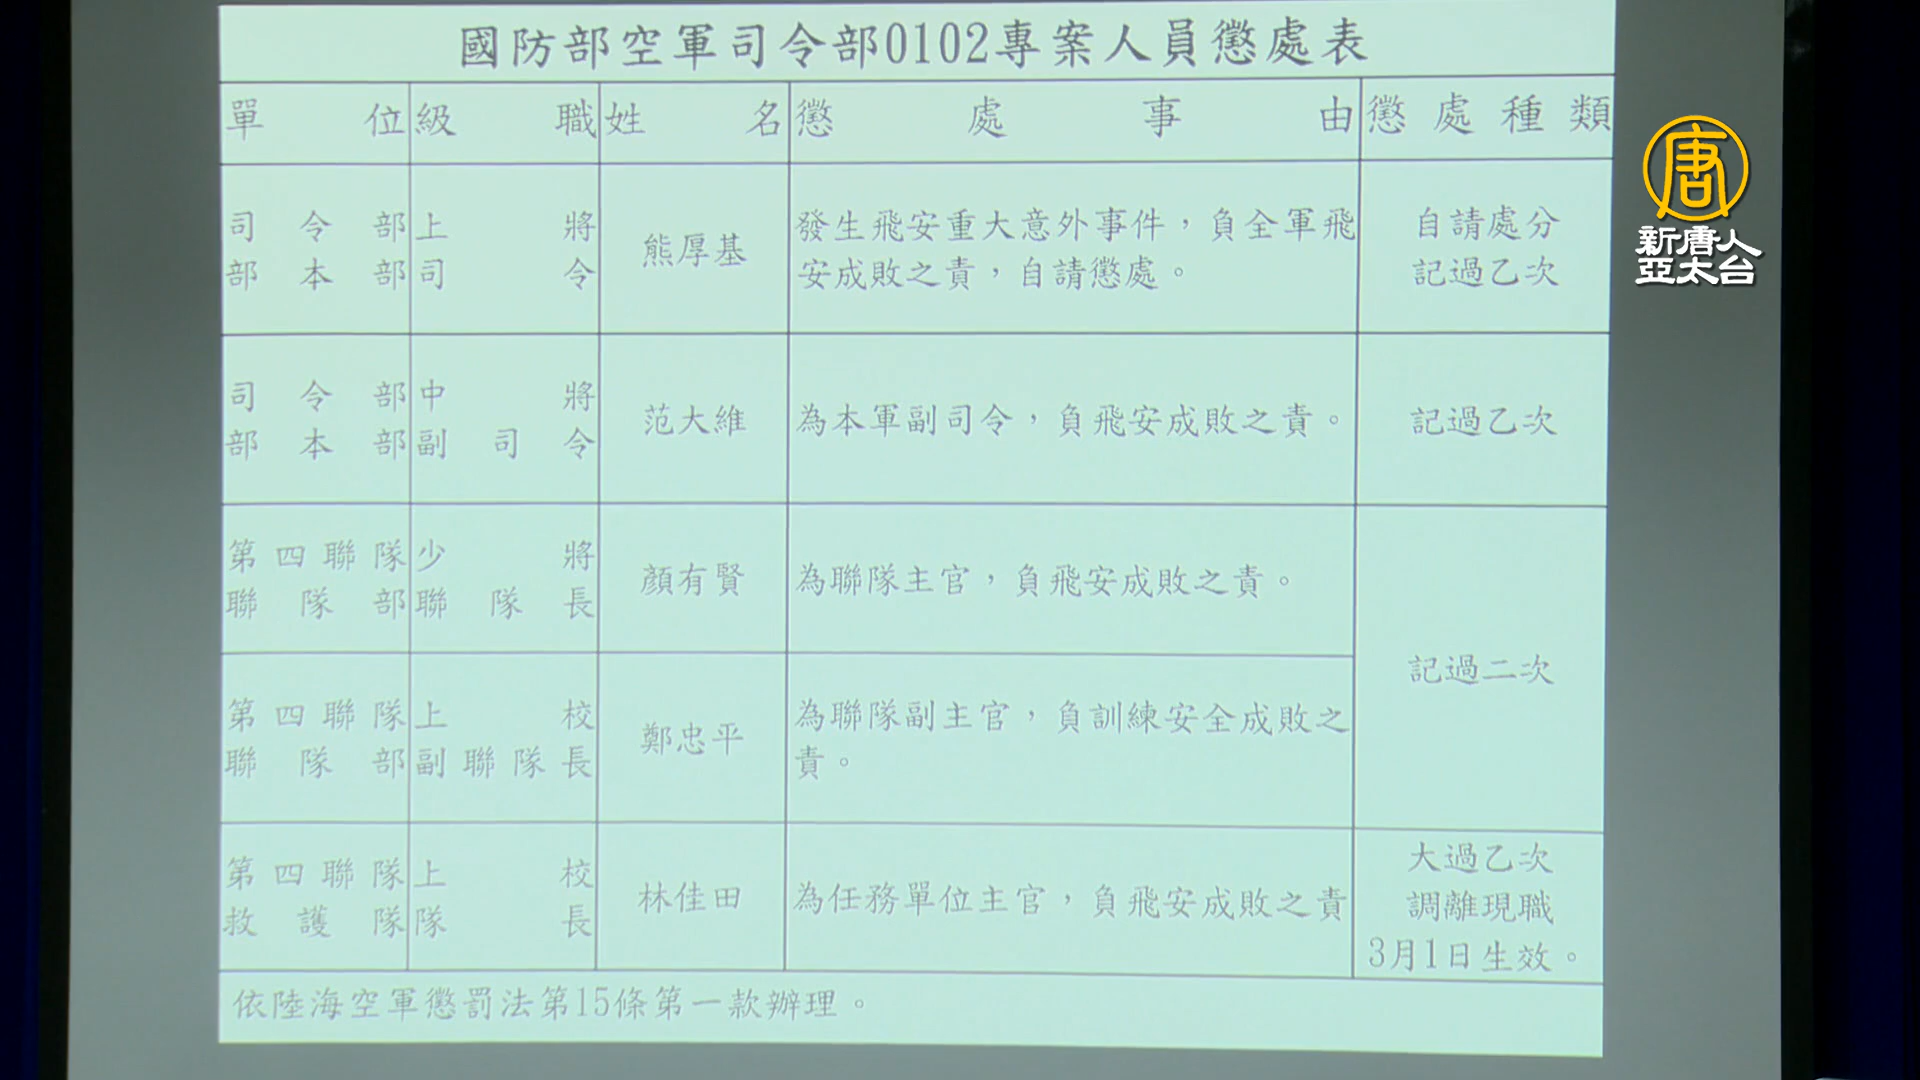 國防部空軍司令部0102專案人員懲處表
單位 級職 姓名 懲處事由 懲處種類
司令部 上將 熊厚基 發生飛安重大意外事件，負全軍飛 自請處分
部本部 司令 安成敗之責，自請懲處。 記過乙次
司令部 中將 范大維 為本軍副司令，負飛安成敗之責。 記過乙次
部本部 副司令
第四聯隊 少將 顏有賢 為聯隊主官，負飛安成敗之責。 記過二次
聯隊部 聯隊長
第四聯隊 上校 鄭忠平 為聯隊副主官，負訓練安全成敗之
聯隊部 副聯隊長 責。
第四聯隊 上校 林佳田 為任務單位主官，負飛安成敗之責 大過乙次
救護隊 隊長 調離現職
3月1日生效。
依陸海空軍懲罰法第15條第一款辦理。
唐
新唐人
亞太台